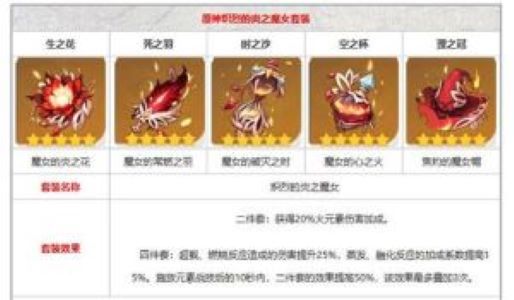 原神炽烈的炎之魔女套装
生之花 死之羽 时之沙 空之杯 理之冠
魔女的炎之花 魔女的常燃之羽 魔女的破灭之时 魔女的心之火 焦灼的魔女帽
套装名称 炽烈的炎之魔女
二件套：获得20%火元素伤害加成。
套装效果
四件套：超载、燃烧反应造成的伤害提升25%，蒸发、融化反应的加成系数提高1
5%。施放元素战技后的10秒内，二件套的效果提高50%，该效果最多叠加3次。